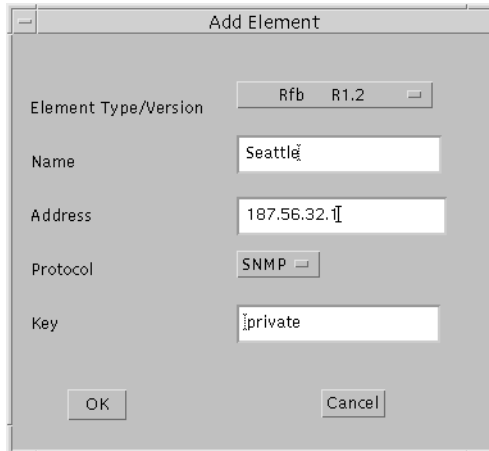 Add Element
Element Type/Version Rfb R1.2
Name Seattle
Address 187.56.32.1
Protocol SNMP
Key private
OK Cancel